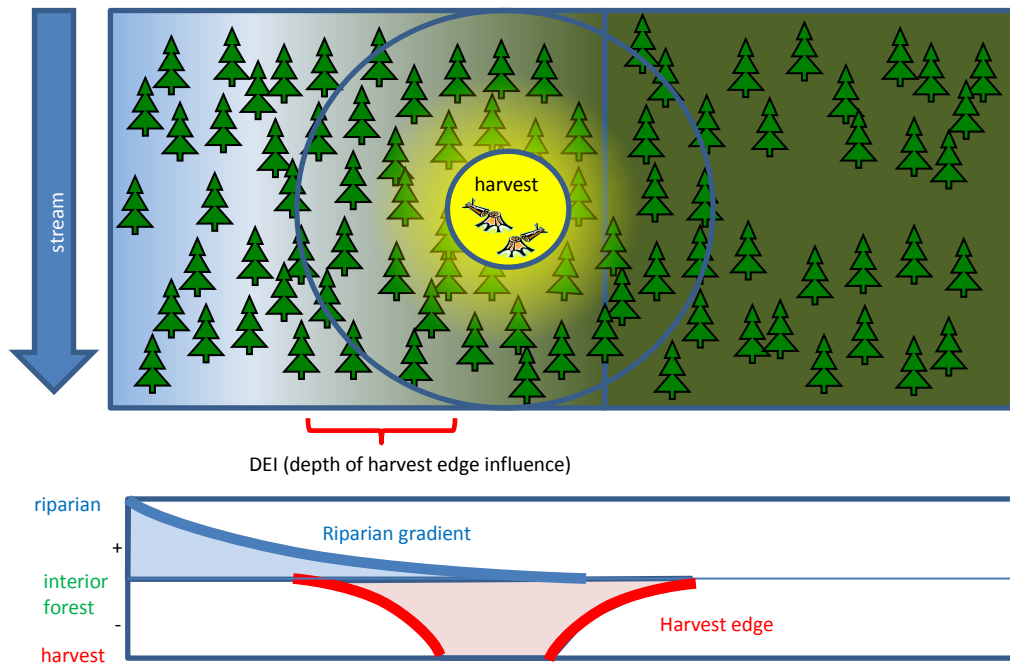 stream
harvest
DEI (depth of harvest edge influence)
riparian
Riparian gradient
+
interior
forest
-
Harvest edge
harvest